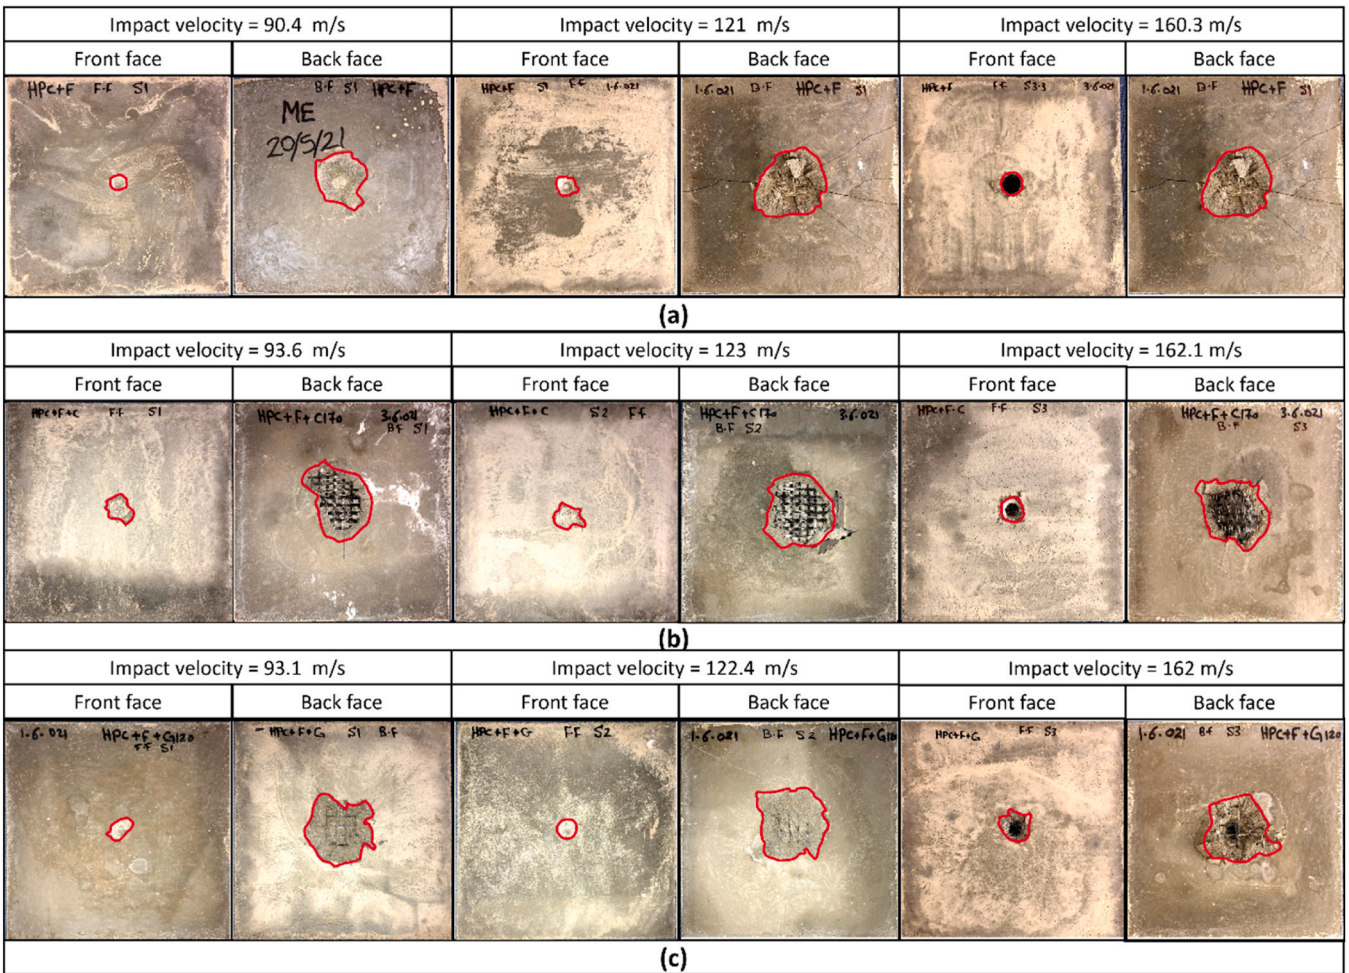 Impact velocity = 90.4 m/s
Impact velocity = 121 m/s
Impact velocity = 160.3 m/s
Front face
Back face
Front face
Back face
Front face
Back face
HPC+F F·F S1
B·F S1 HPC+F
ME
20/5/21
HPC+F S1 F·F 1·6·021
1·6·021 B·F HPC+F S1
HPC+F F·F S3·3 3·6·021
1·6·021 B·F HPC+F S1
(a)
Impact velocity = 93.6 m/s
Impact velocity = 123 m/s
Impact velocity = 162.1 m/s
Front face
Back face
Front face
Back face
Front face
Back face
HPC+F+C F·F S1
HPC+F+C170 3·6·021
B·F S1
HPC+F+C S2 F·F
HPC+F+C170 3·6·021
B·F S2
HPC+F·C F·F S3
HPC+F+C170 3·6·021
B·F S3
(b)
Impact velocity = 93.1 m/s
Impact velocity = 122.4 m/s
Impact velocity = 162 m/s
Front face
Back face
Front face
Back face
Front face
Back face
1·6·021 HPC+F+G120
F·F S1
HPC+F+G S1 B·F
HPC+F+G F·F S2
1·6·021 B·F S2 HPC+F+G120
HPC+F+G F·F S3
1·6·021 B·F S3 HPC+F+G120
(c)